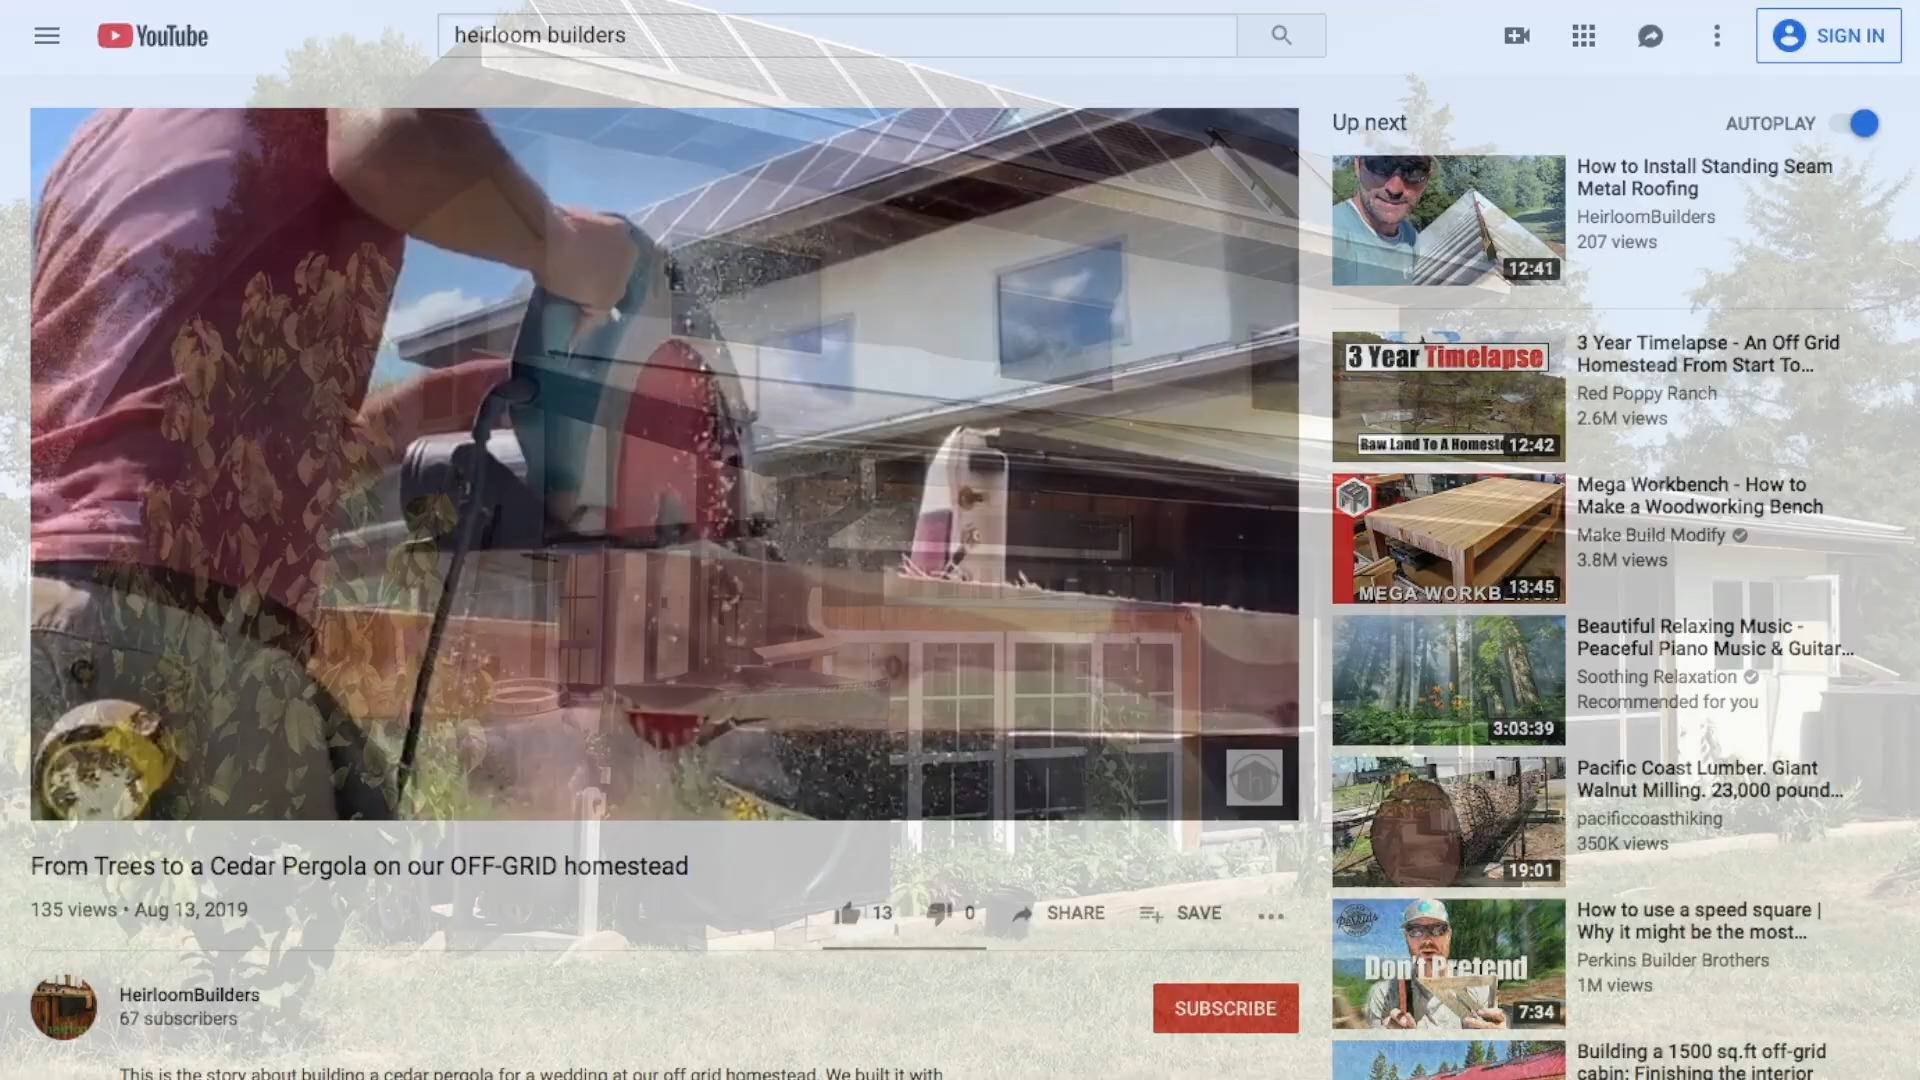 YouTube
heirloom builders
SIGN IN
Up next
AUTOPLAY
How to Install Standing Seam
Metal Roofing
HeirloomBuilders
207 views
12:41
3 Year Timelapse
Raw Land To A Homeste
12:42
3 Year Timelapse - An Off Grid
Homestead From Start To...
Red Poppy Ranch
2.6M views
MEGA WORKB
13:45
Mega Workbench - How to
Make a Woodworking Bench
Make Build Modify
3.8M views
3:03:39
Beautiful Relaxing Music -
Peaceful Piano Music & Guitar...
Soothing Relaxation
Recommended for you
19:01
Pacific Coast Lumber. Giant
Walnut Milling. 23,000 pound...
pacificcoasthiking
350K views
Don't Pretend
7:34
How to use a speed square |
Why it might be the most...
Perkins Builder Brothers
1M views
Building a 1500 sq.ft off-grid
cabin: Finishing the interior
h
From Trees to a Cedar Pergola on our OFF-GRID homestead
135 views • Aug 13, 2019
13
0
SHARE
SAVE
HeirloomBuilders
67 subscribers
SUBSCRIBE
This is the story about building a cedar pergola for a wedding at our off grid homestead. We built it with